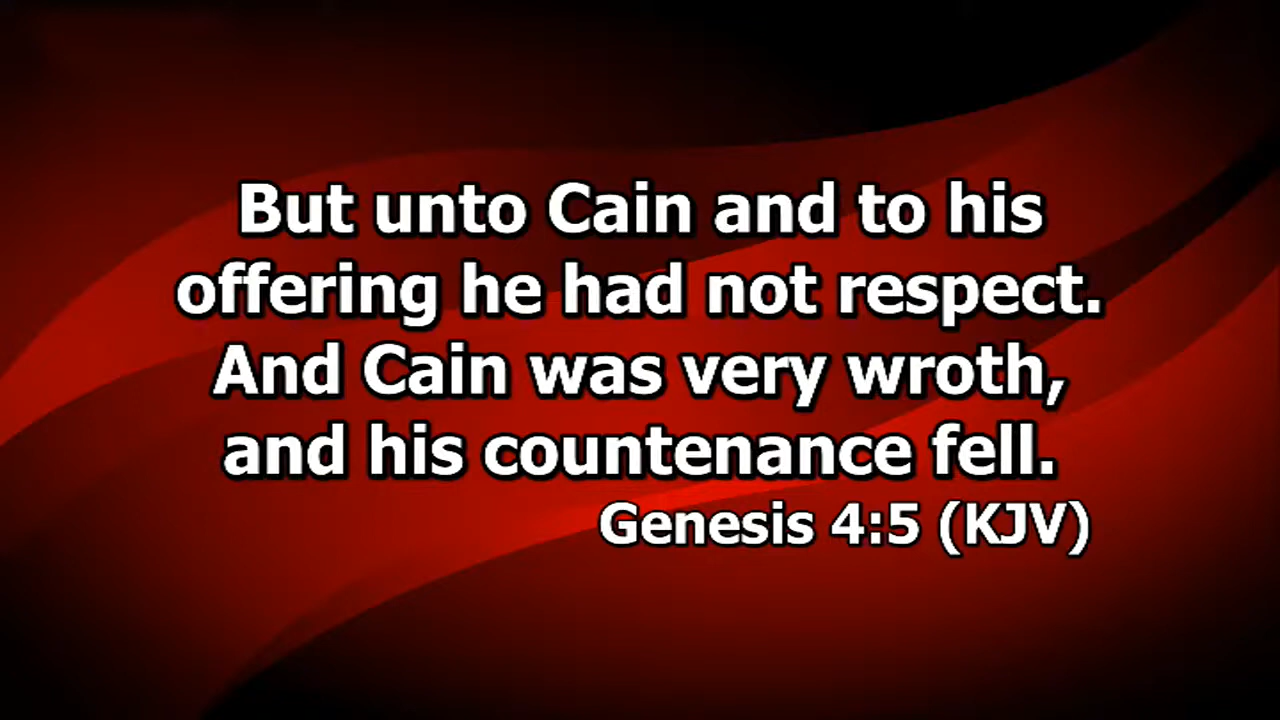 But unto Cain and to his
offering he had not respect.
And Cain was very wroth,
and his countenance fell.
Genesis 4:5 (KJV)